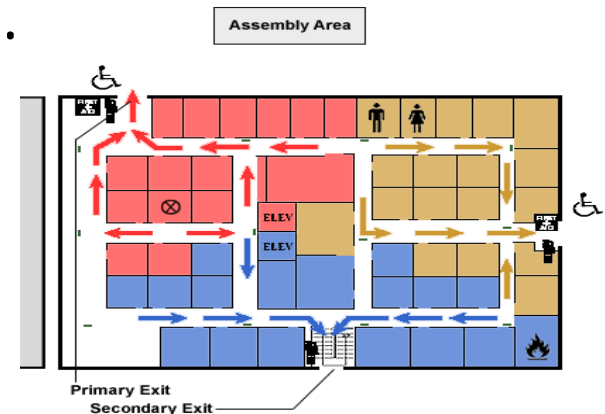 Assembly Area
FIRST AID
ELEV
ELEV
FIRST AID
Primary Exit
Secondary Exit